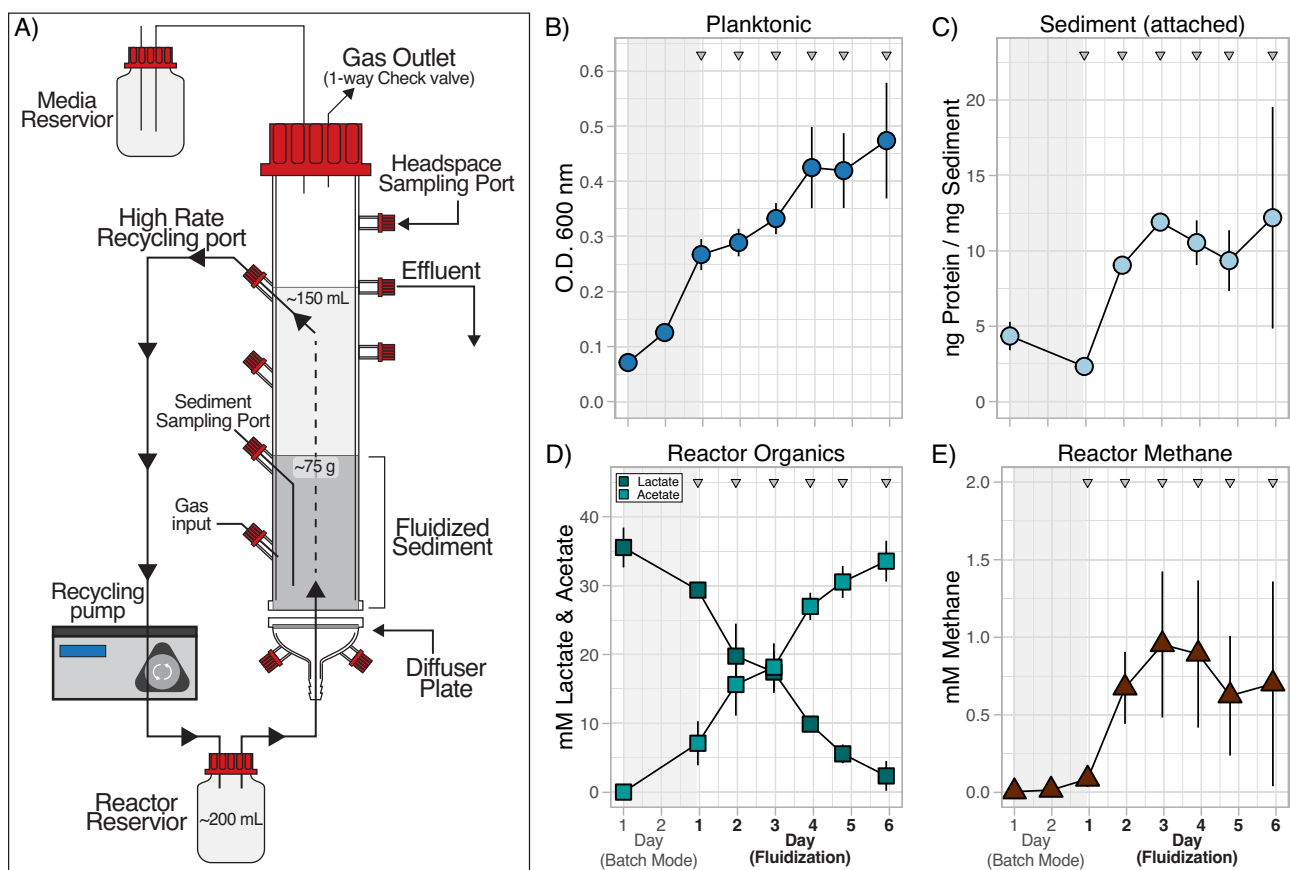 A)
Media
Reservior
Gas Outlet
(1-way Check valve)
Headspace
Sampling Port
High Rate
Recycling port
Effluent
~150 mL
Sediment
Sampling Port
~75 g
Gas
input
Fluidized
Sediment
Recycling
pump
Diffuser
Plate
Reactor
Reservior
~200 mL
B)
Planktonic
O.D. 600 nm
0.6
0.5
0.4
0.3
0.2
0.1
0.0
C)
Sediment (attached)
ng Protein / mg Sediment
20
15
10
5
0
D)
Reactor Organics
Lactate
Acetate
mM Lactate & Acetate
40
30
20
10
0
1 2 1 2 3 4 5 6
Day
(Batch Mode)
Day
(Fluidization)
E)
Reactor Methane
mM Methane
2.0
1.5
1.0
0.5
0.0
1 2 1 2 3 4 5 6
Day
(Batch Mode)
Day
(Fluidization)